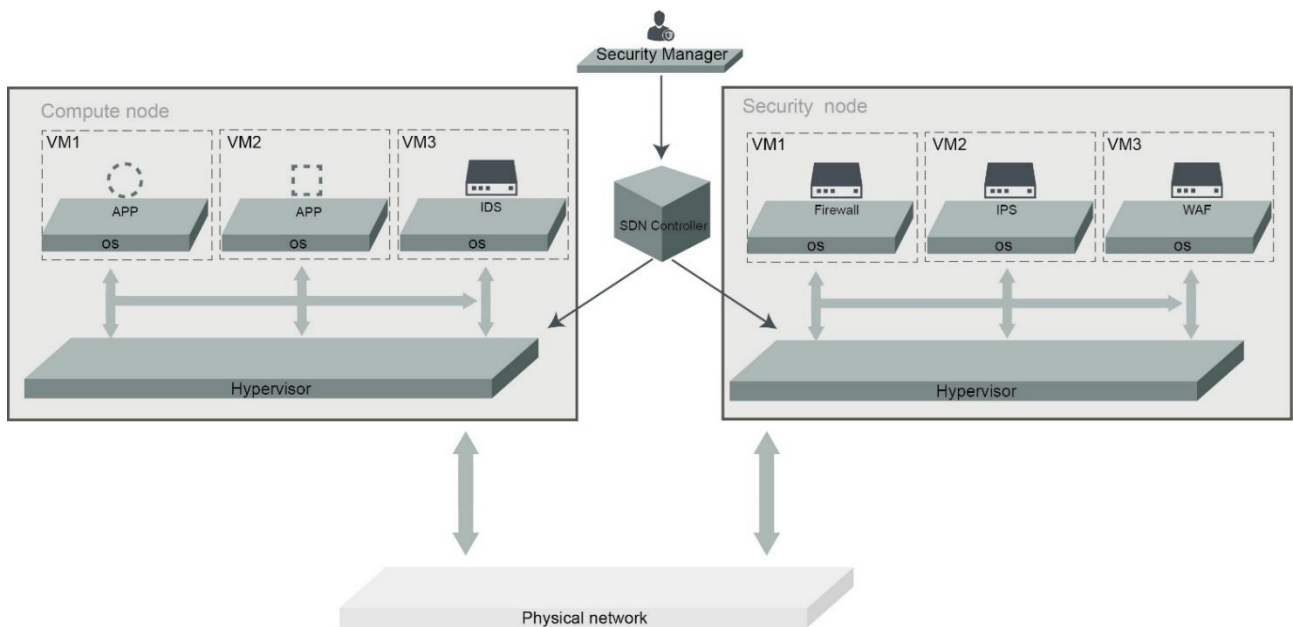 Security Manager
Compute node
VM1
VM2
VM3
APP
APP
IDS
OS
OS
OS
Hypervisor
SDN Controller
Security node
VM1
VM2
VM3
Firewall
IPS
WAF
OS
OS
OS
Hypervisor
Physical network